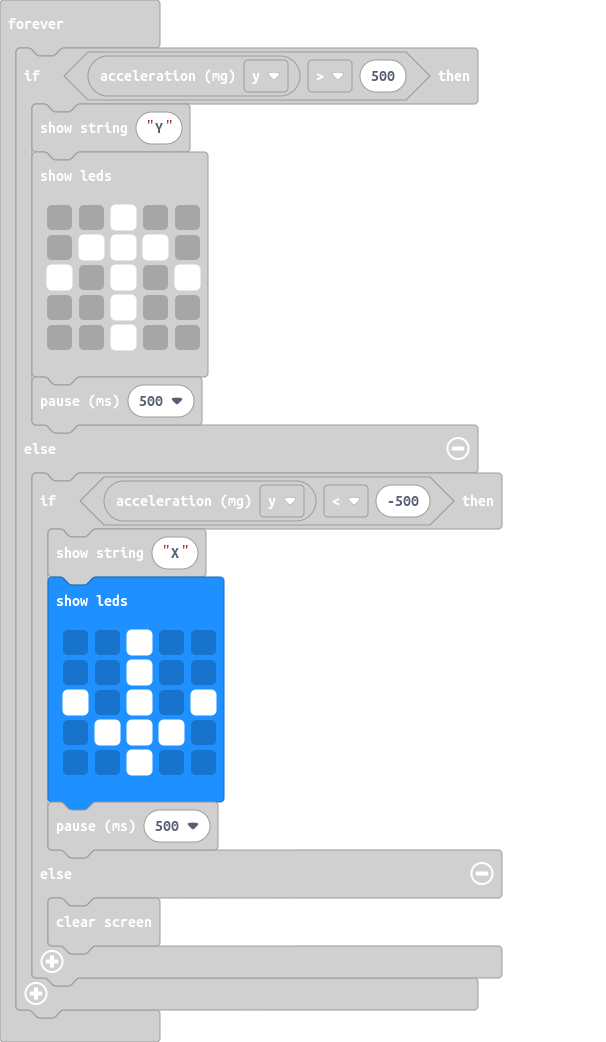 forever
if acceleration (mg) y > 500 then
show string "Y"
show leds
pause (ms) 500
else
if acceleration (mg) y < -500 then
show string "X"
show leds
pause (ms) 500
else
clear screen